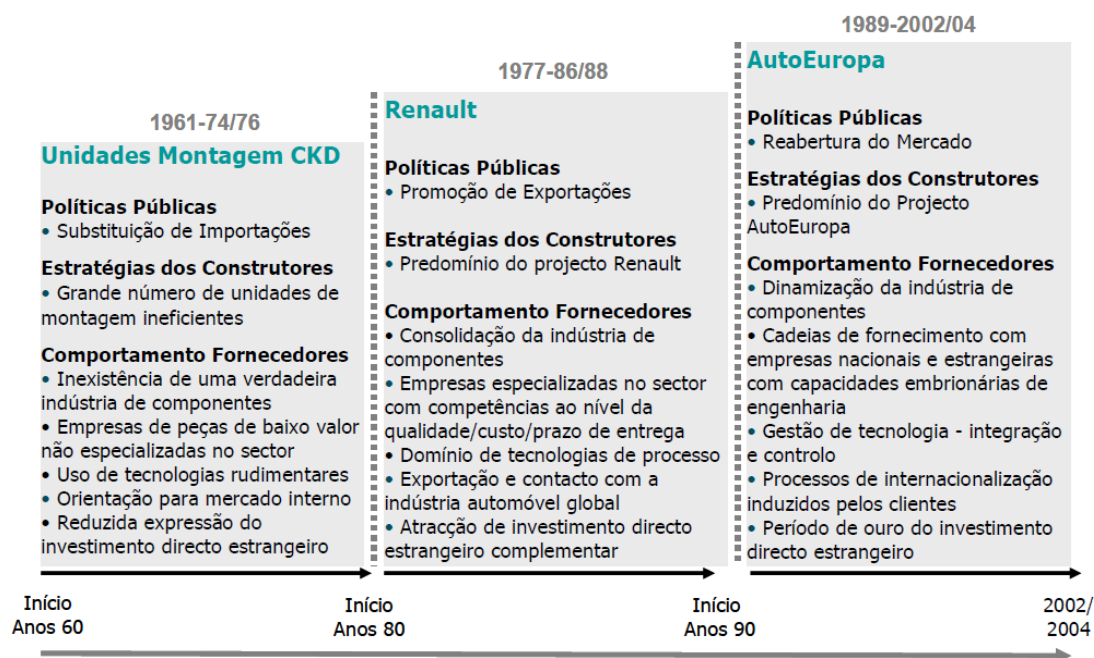 1961-74/76
Unidades Montagem CKD
Políticas Públicas
• Substituição de Importações
Estratégias dos Construtores
• Grande número de unidades de
montagem ineficientes
Comportamento Fornecedores
• Inexistência de uma verdadeira
indústria de componentes
• Empresas de peças de baixo valor
não especializadas no sector
• Uso de tecnologias rudimentares
• Orientação para mercado interno
• Reduzida expressão do
investimento directo estrangeiro
1977-86/88
Renault
Políticas Públicas
• Promoção de Exportações
Estratégias dos Construtores
• Predomínio do projecto Renault
Comportamento Fornecedores
• Consolidação da indústria de
componentes
• Empresas especializadas no sector
com competências ao nível da
qualidade/custo/prazo de entrega
• Domínio de tecnologias de processo
• Exportação e contacto com a
indústria automóvel global
• Atracção de investimento directo
estrangeiro complementar
1989-2002/04
AutoEuropa
Políticas Públicas
• Reabertura do Mercado
Estratégias dos Construtores
• Predomínio do Projecto
AutoEuropa
Comportamento Fornecedores
• Dinamização da indústria de
componentes
• Cadeias de fornecimento com
empresas nacionais e estrangeiras
com capacidades embrionárias de
engenharia
• Gestão de tecnologia - integração
e controlo
• Processos de internacionalização
induzidos pelos clientes
• Período de ouro do investimento
directo estrangeiro
Início
Anos 60
Início
Anos 80
Início
Anos 90
2002/
2004